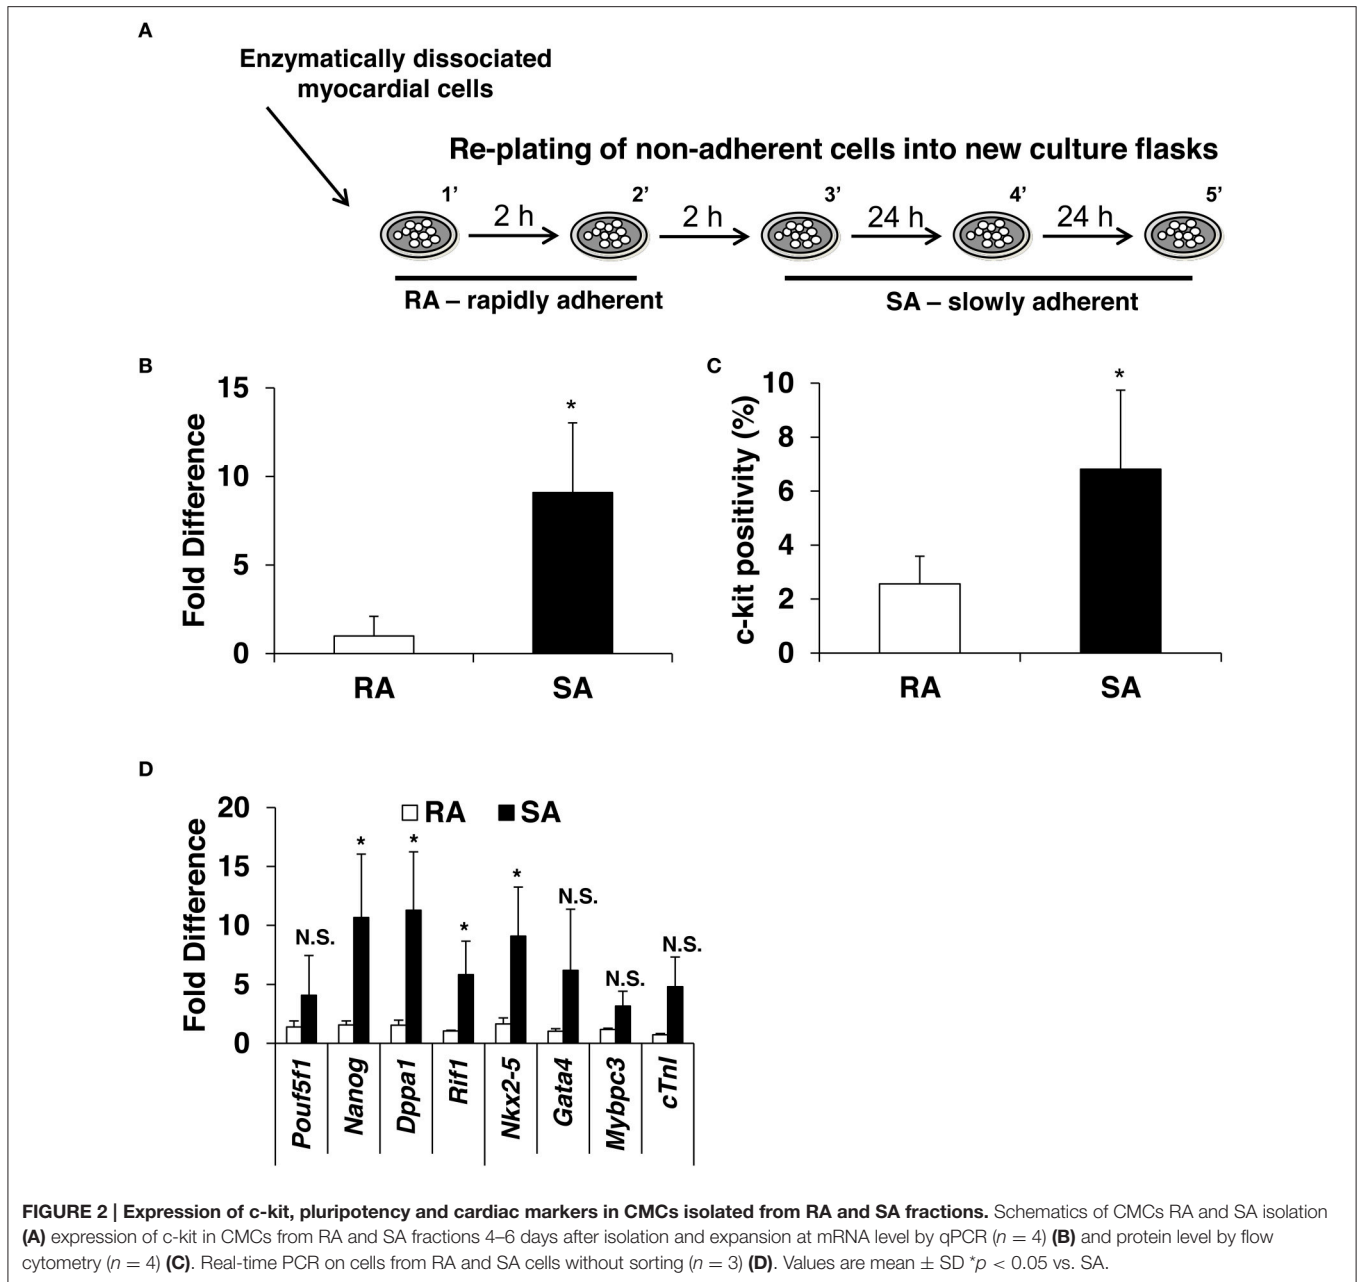 A
Enzymatically dissociated
myocardial cells
Re-plating of non-adherent cells into new culture flasks
1’ 2’ 3’ 4’ 5’
2 h 2 h 24 h 24 h
RA – rapidly adherent SA – slowly adherent
B
Fold Difference
15
10
5
0
*
RA SA
C
c-kit positivity (%)
10
8
6
4
2
0
*
RA SA
D
Fold Difference
20
15
10
5
0
RA SA
N.S. * * * * N.S. N.S. N.S.
Pouf5f1 Nanog Dppa1 Rif1 Nkx2-5 Gata4 Mybpc3 cTnI
FIGURE 2 | Expression of c-kit, pluripotency and cardiac markers in CMCs isolated from RA and SA fractions. Schematics of CMCs RA and SA isolation
(A) expression of c-kit in CMCs from RA and SA fractions 4–6 days after isolation and expansion at mRNA level by qPCR (n = 4) (B) and protein level by flow
cytometry (n = 4) (C). Real-time PCR on cells from RA and SA cells without sorting (n = 3) (D). Values are mean ± SD *p < 0.05 vs. SA.